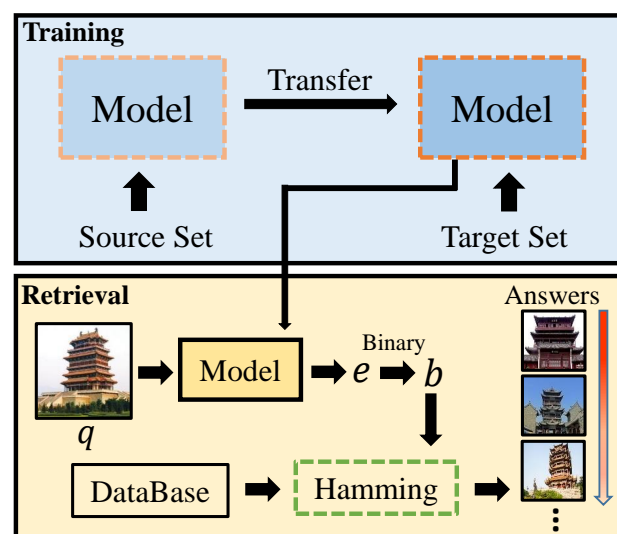 Training
Model
Transfer
Model
Source Set
Target Set
Retrieval
Answers
Model
e
Binary
b
q
DataBase
Hamming